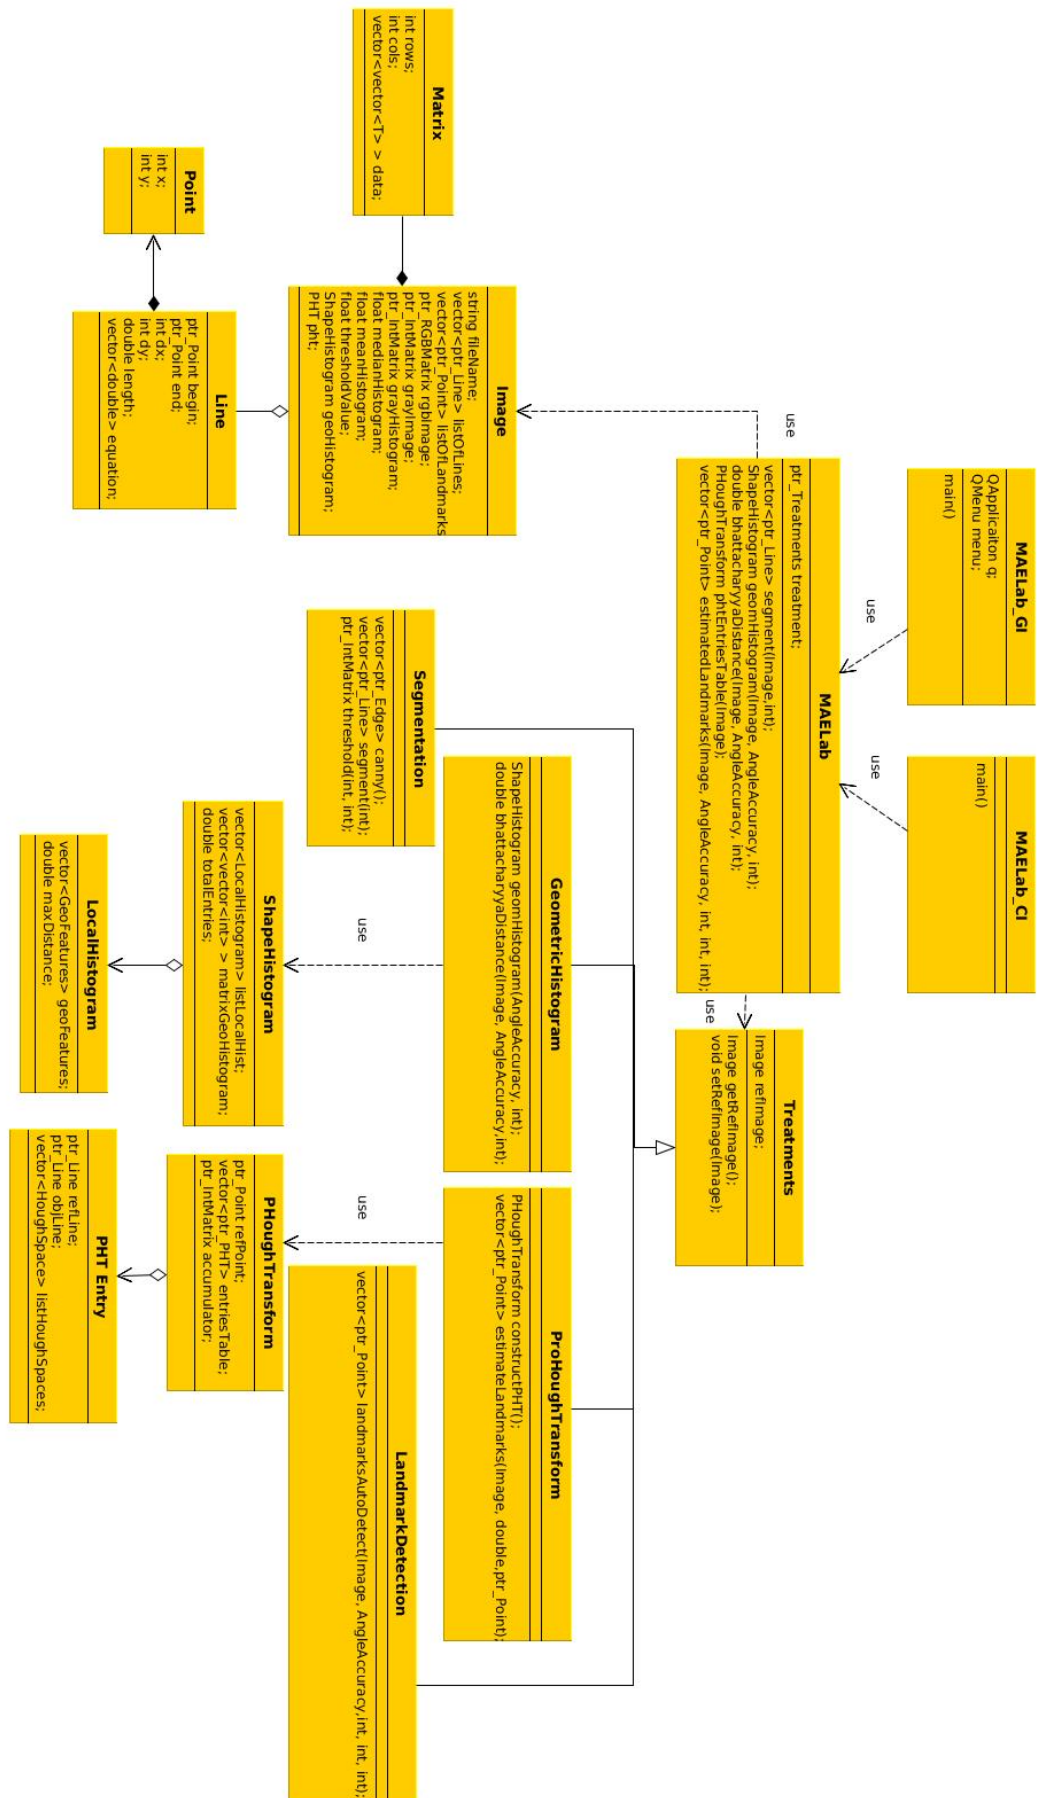 MAELab_GI
QApplicaiton q;
QMenu menu;
main()
MAELab_CI
main()
use
use
MAELab
ptr_Treatments treatment;
vector<ptr_Line> segment(Image,int);
ShapeHistogram geomHistogram(Image, AngleAccuracy, int);
double bhattacharyyaDistance(Image, AngleAccuracy, int);
PHoughTransform phtEntriesTable(Image);
vector<ptr_Point> estimatedLandmarks(Image, AngleAccuracy, int, int, int);
use
use
Treatments
Image refImage;
Image getRefImage();
void setRefImage(Image);
Matrix
int rows;
int cols;
vector<vector<T> > data;
Image
string fileName;
vector<ptr_Line> listOfLines;
vector<ptr_Point> listOfLandmarks
ptr_RGBMatrix rgbImage;
ptr_IntMatrix grayImage;
ptr_IntMatrix grayHistogram;
float medianHistogram;
float meanHistogram;
float thresholdValue;
ShapeHistogram geoHistogram;
PHT pht;
Point
int x;
int y;
Line
ptr_Point begin;
ptr_Point end;
int dx;
int dy;
double length;
vector<double> equation;
Segmentation
vector<ptr_Edge> canny();
vector<ptr_Line> segment(int);
ptr_IntMatrix threshold(int, int);
GeometricHistogram
ShapeHistogram geomHistogram(AngleAccuracy, int);
double bhattacharyyaDistance(Image, AngleAccuracy,int);
ProHoughTransform
PHoughTransform constructPHT();
vector<ptr_Point> estimateLandmarks(Image, double,ptr_Point);
LandmarkDetection
vector<ptr_Point> landmarksAutoDetect(Image, AngleAccuracy,int, int, int);
use
use
ShapeHistogram
vector<LocalHistogram> listLocalHist;
vector<vector<int> > matrixGeoHistogram;
double totalEntries;
PHoughTransform
ptr_Point refPoint;
vector<ptr_PHT> entriesTable;
ptr_IntMatrix accumulator;
LocalHistogram
vector<GeoFeatures> geoFeatures;
double maxDistance;
PHT Entry
ptr_Line refLine;
ptr_Line objLine;
vector<HoughSpace> listHoughSpaces;